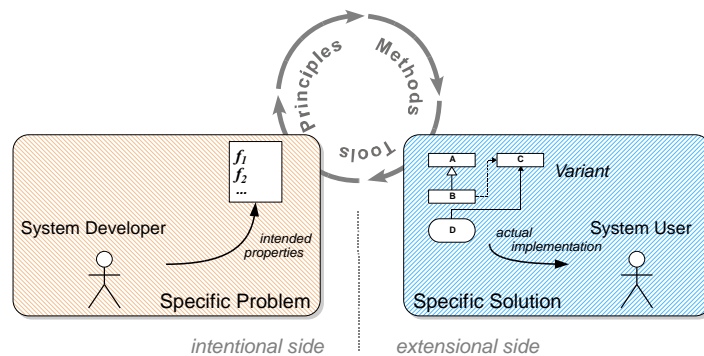 Principles
Methods
Tools
f1
f2
...
System Developer
intended
properties
Specific Problem
A
C
Variant
B
D
System User
actual
implementation
Specific Solution
intentional side
extensional side